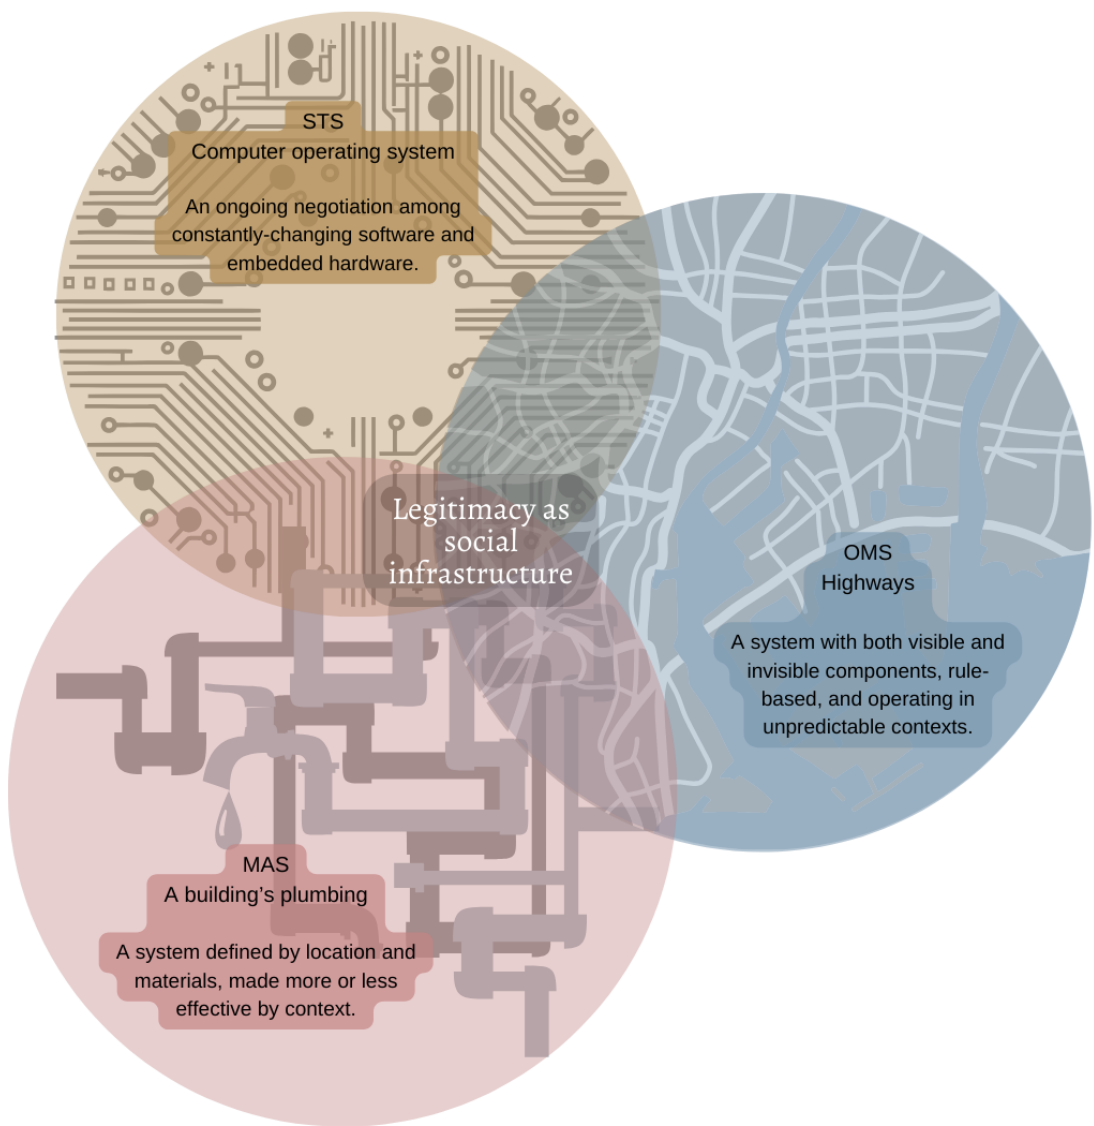 STS
Computer operating system
An ongoing negotiation among
constantly-changing software and
embedded hardware.
Legitimacy as
social
infrastructure
OMS
Highways
A system with both visible and
invisible components, rule-
based, and operating in
unpredictable contexts.
MAS
A building’s plumbing
A system defined by location and
materials, made more or less
effective by context.